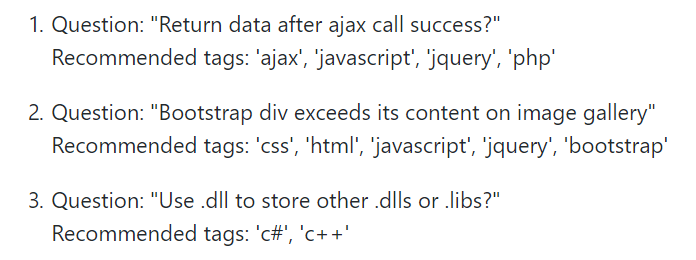 1. Question: "Return data after ajax call success?"
Recommended tags: 'ajax', 'javascript', 'jquery', 'php'
2. Question: "Bootstrap div exceeds its content on image gallery"
Recommended tags: 'css', 'html', 'javascript', 'jquery', 'bootstrap'
3. Question: "Use .dll to store other .dlls or .libs?"
Recommended tags: 'c#', 'c++'